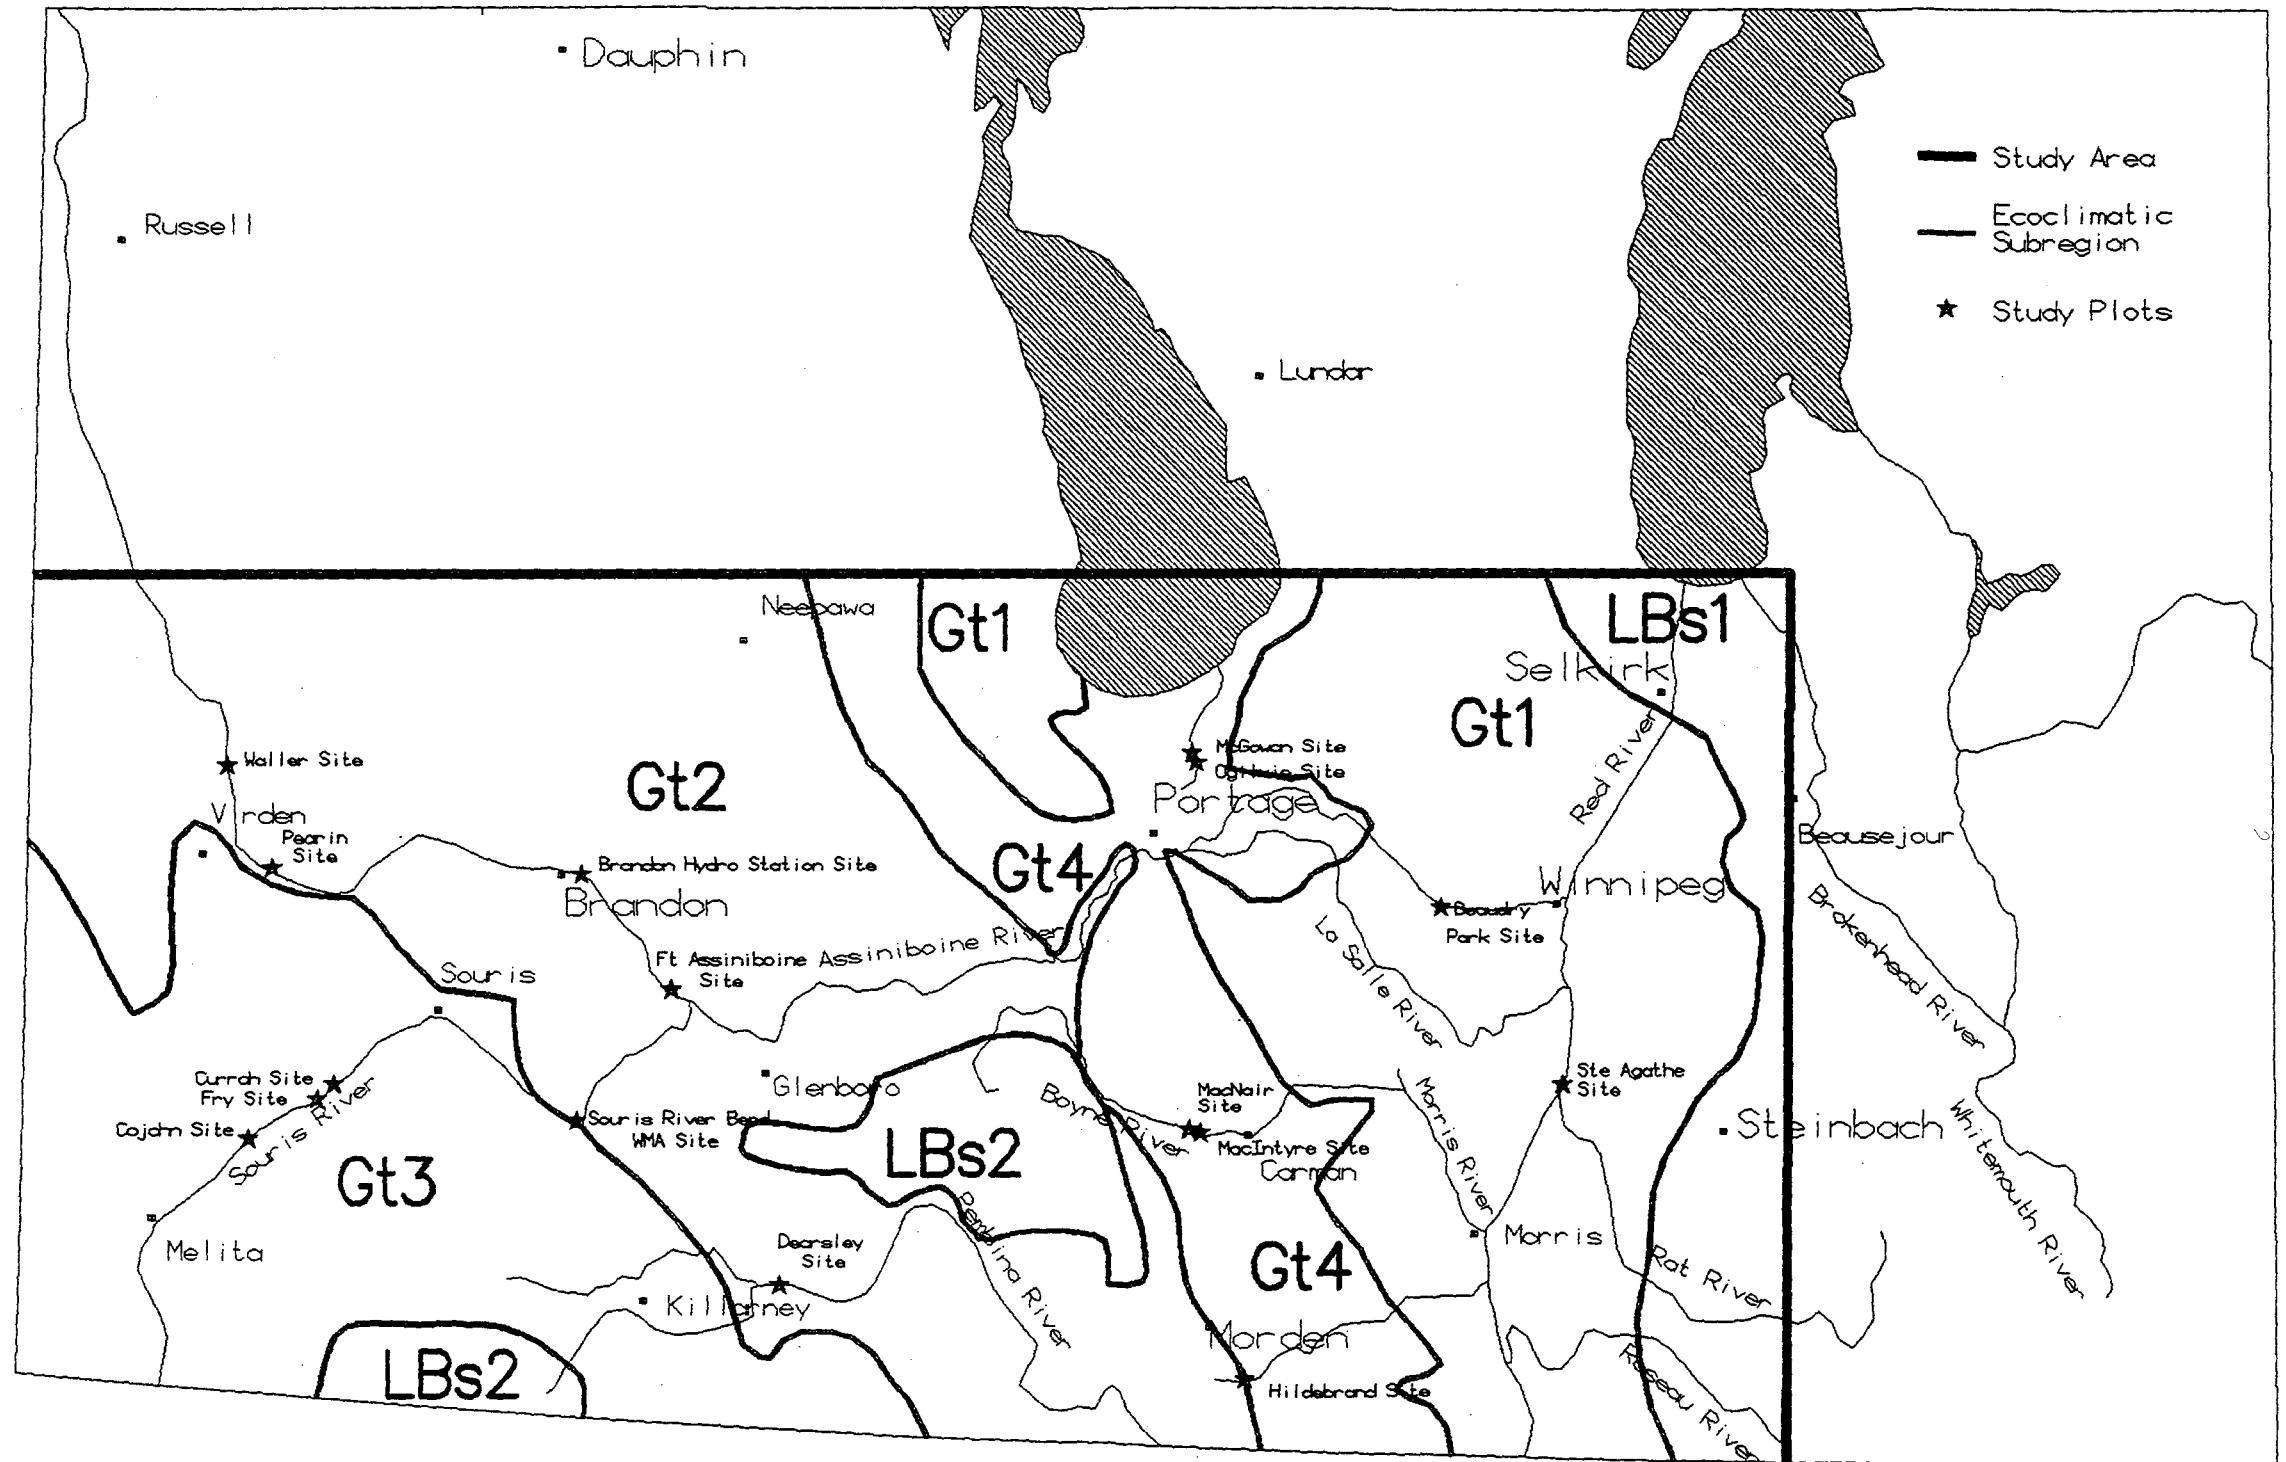 Dauphin
Study Area
Ecoclimatic
Subregion
Russell
Study Plots
Lundar
Neepawa
Gt1
LBs1
Selkirk
Gt1
Red River
McGowan Site
Ogilvie Site
Waller Site
Gt2
Portage
Virden
Pearin
Site
Beausejour
Brandon Hydro Station Site
Gt4
Winnipeg
Brandon
Beaudry
Park Site
Brokenhead River
La Salle River
Assiniboine River
Ft Assiniboine
Site
Souris
Currah Site
Fry Site
Cojohn Site
Souris River
Glenboro
Souris River Bend
WMA Site
Boyne River
MacNair
Site
MacIntyre Site
Carman
Morris River
Ste Agathe
Site
Steinbach
Whitemouth River
LBs2
Gt3
Pembina River
Melita
Dearsley
Site
Gt4
Morris
Rat River
Killarney
Morden
LBs2
Hildebrand Site
Roseau River